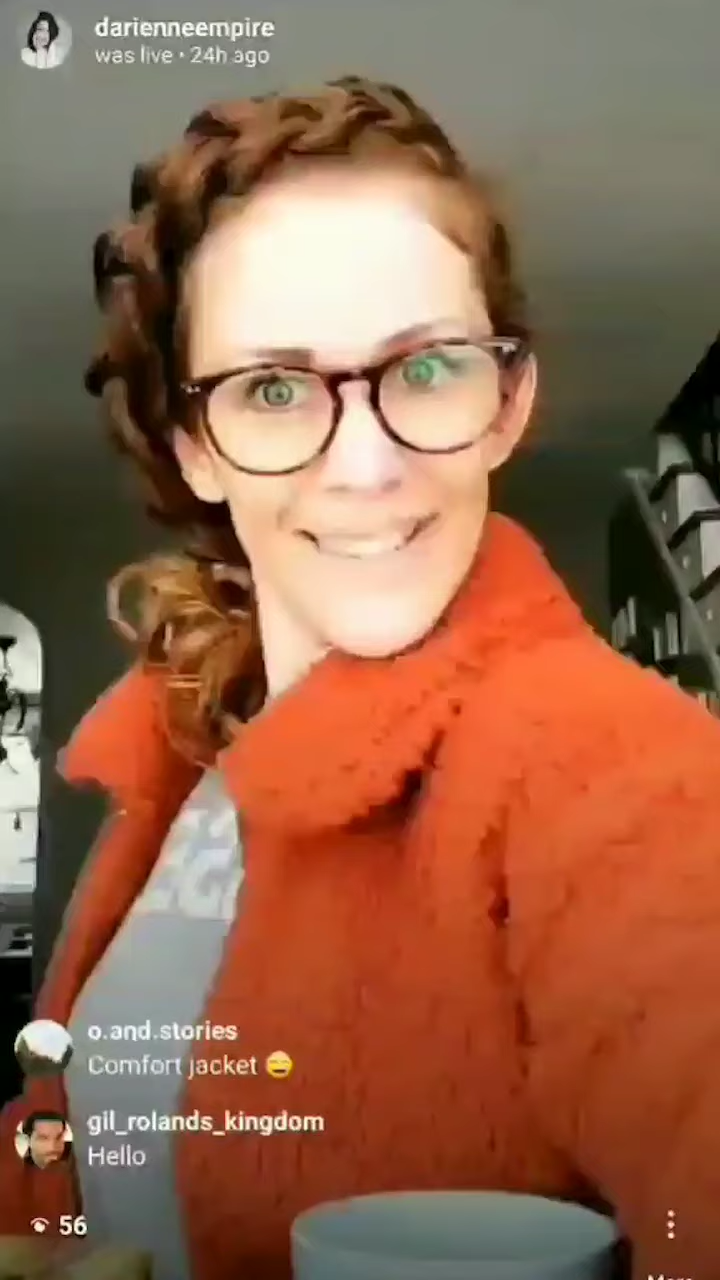 darienneempire
was live • 24h ago
o.and.stories
Comfort jacket 😄
gil_rolands_kingdom
Hello
56